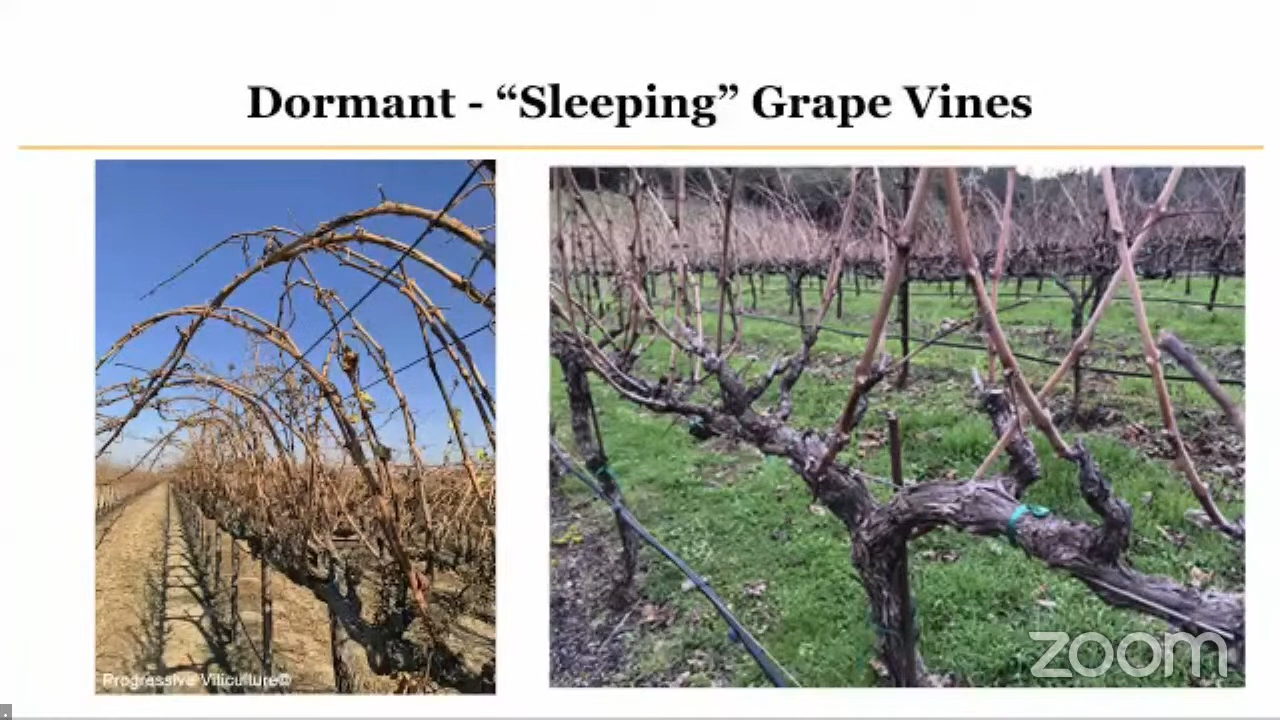 Dormant - “Sleeping” Grape Vines
Progressive Viticulture©
zoom